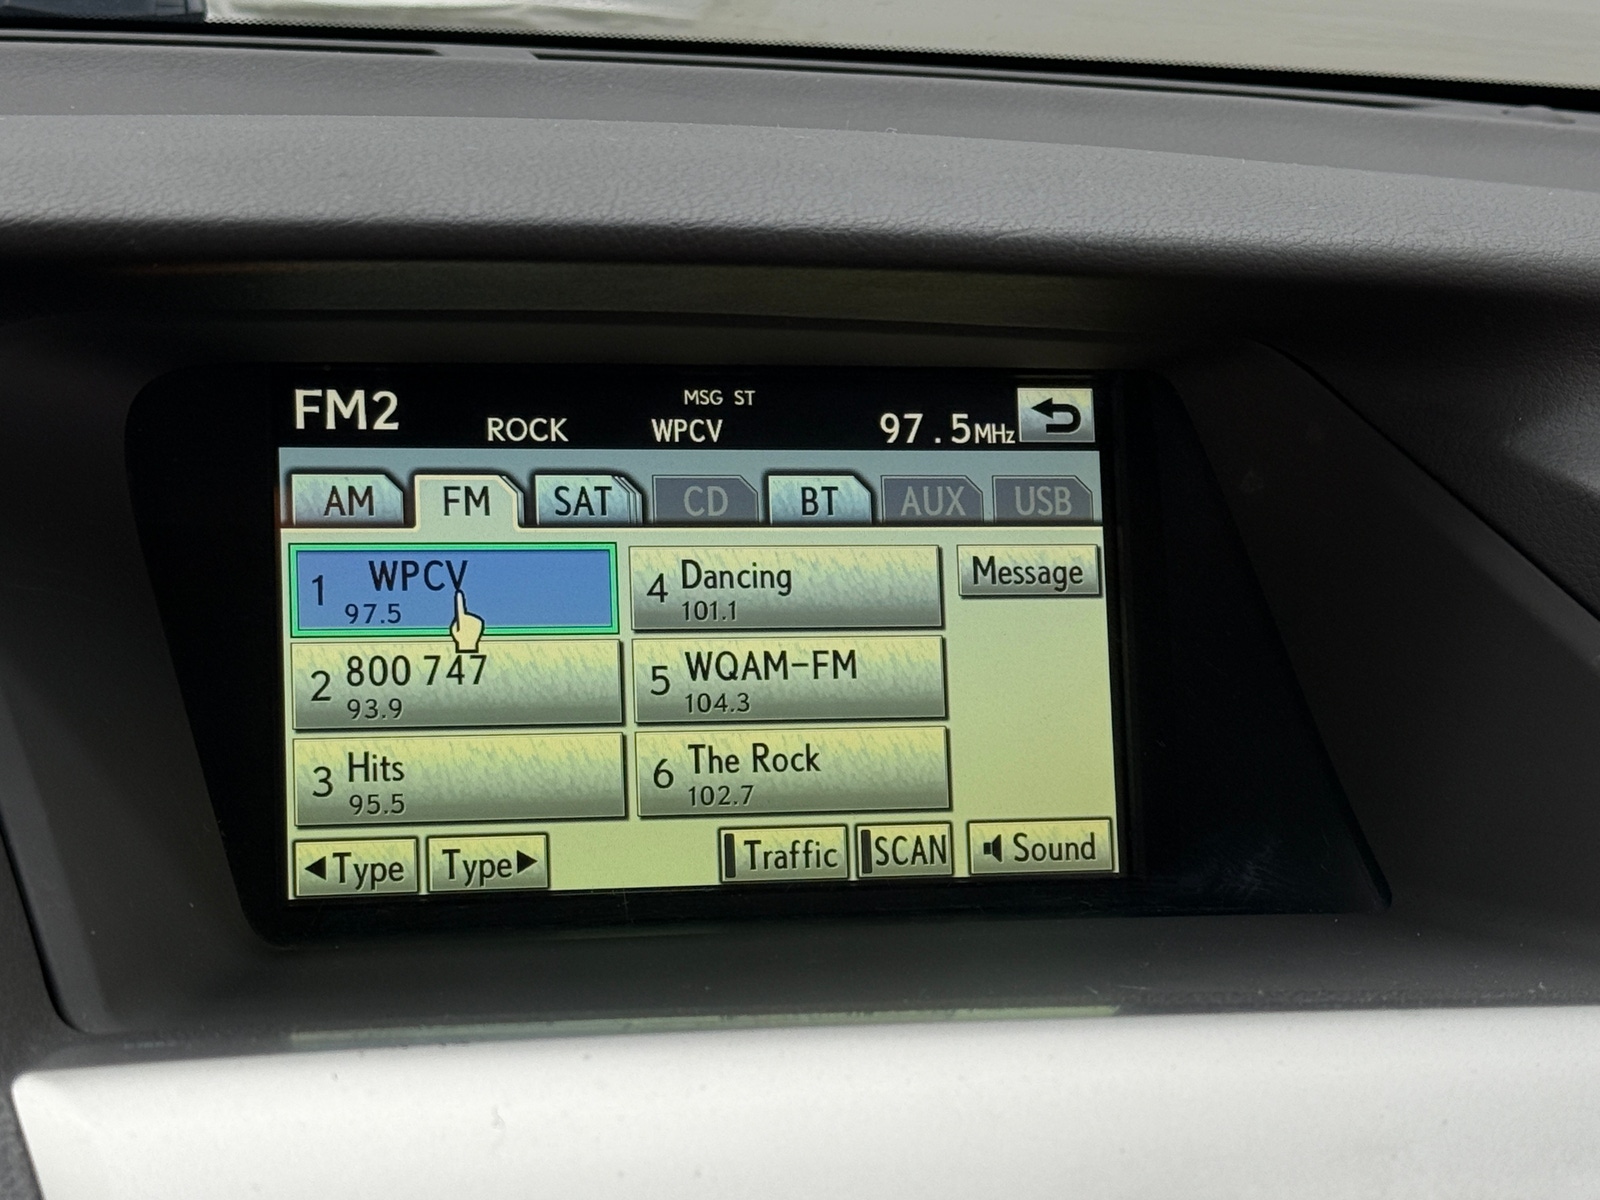 FM2
MSG ST
ROCK WPCV 97.5MHz
AM FM SAT CD BT AUX USB
1 WPCV
97.5
4 Dancing
101.1
Message
2 800 747
93.9
5 WQAM-FM
104.3
3 Hits
95.5
6 The Rock
102.7
Type Type Traffic SCAN Sound